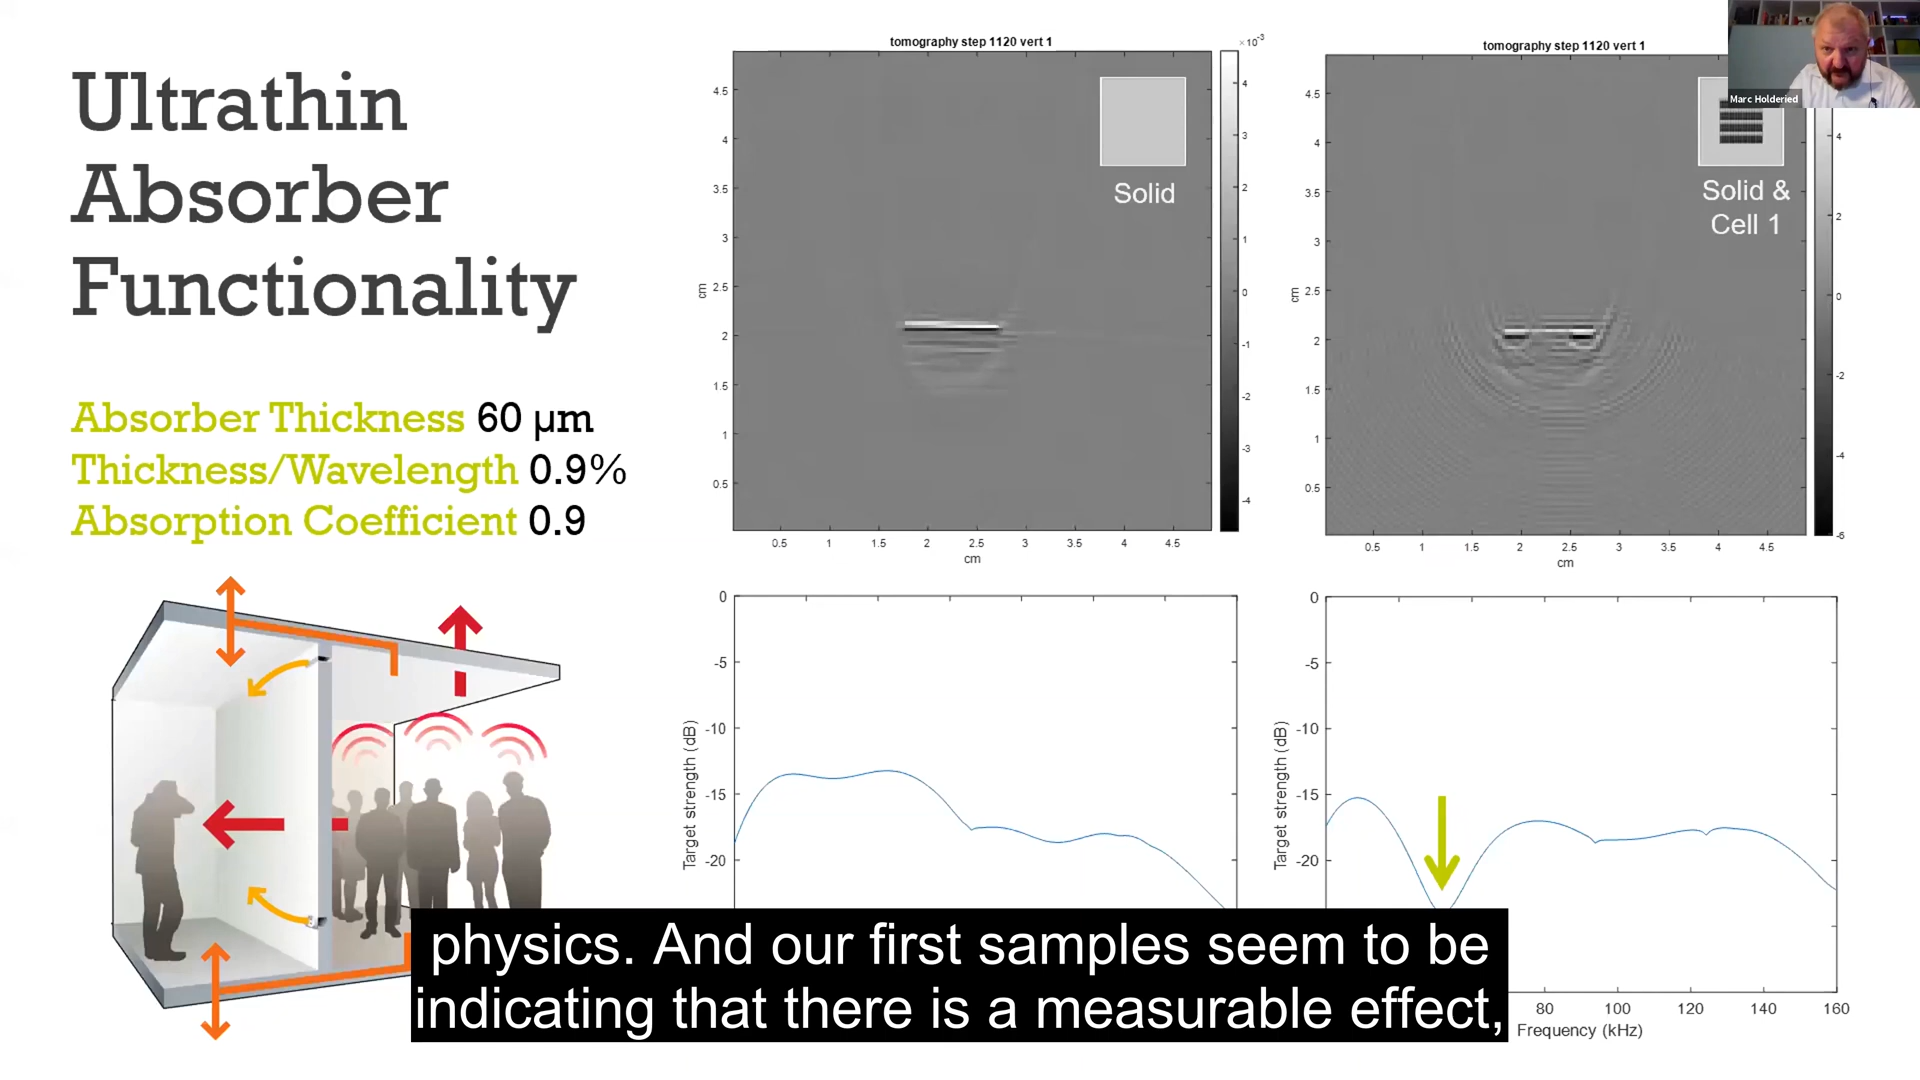 Ultrathin
Absorber
Functionality
Absorber Thickness 60 µm
Thickness/Wavelength 0.9%
Absorption Coefficient 0.9
tomography step 1120 vert 1
×10-3
4.5
4
3.5
3
2.5
2
1.5
1
0.5
cm
0.5 1 1.5 2 2.5 3 3.5 4 4.5
cm
4
3
2
1
0
-1
-2
-3
-4
Solid
tomography step 1120 vert 1
4.5
4
3.5
3
2.5
2
1.5
1
0.5
cm
0.5 1 1.5 2 2.5 3 3.5 4 4.5
cm
4
2
0
-2
-4
-6
Solid &
Cell 1
Marc Holderied
0
-5
-10
-15
-20
Target strength (dB)
0
-5
-10
-15
-20
Target strength (dB)
80 100 120 140 160
Frequency (kHz)
physics. And our first samples seem to be
indicating that there is a measurable effect,